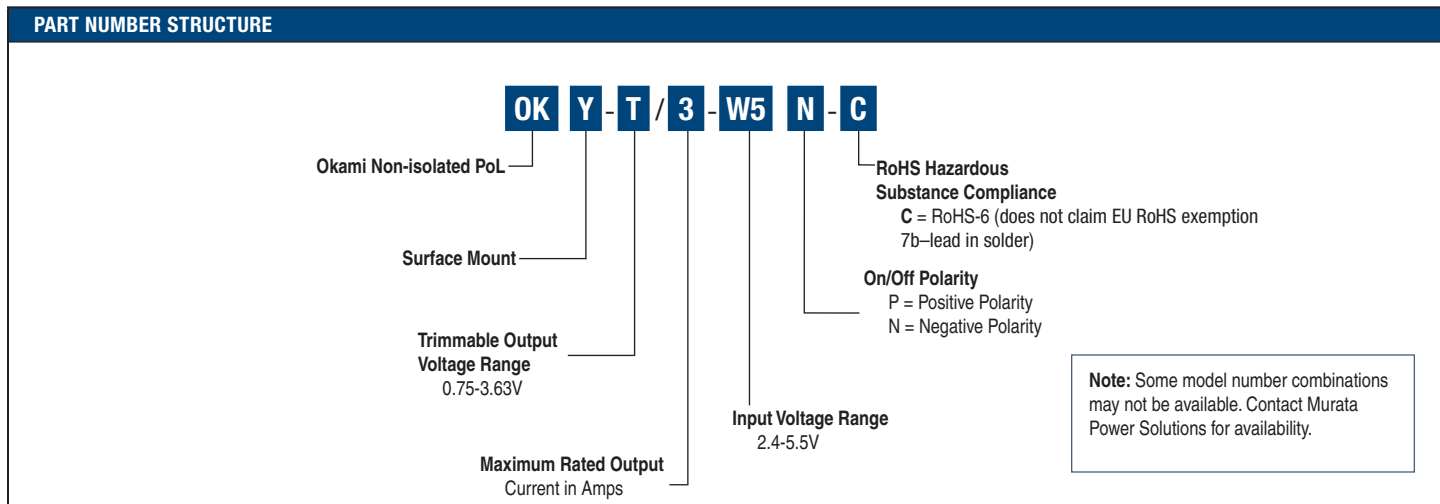 PART NUMBER STRUCTURE
OK Y - T / 3 - W5 N - C
Okami Non-isolated PoL
RoHS Hazardous
Substance Compliance
C = RoHS-6 (does not claim EU RoHS exemption
7b–lead in solder)
Surface Mount
On/Off Polarity
P = Positive Polarity
N = Negative Polarity
Trimmable Output
Voltage Range
0.75-3.63V
Input Voltage Range
2.4-5.5V
Maximum Rated Output
Current in Amps
Note: Some model number combinations
may not be available. Contact Murata
Power Solutions for availability.